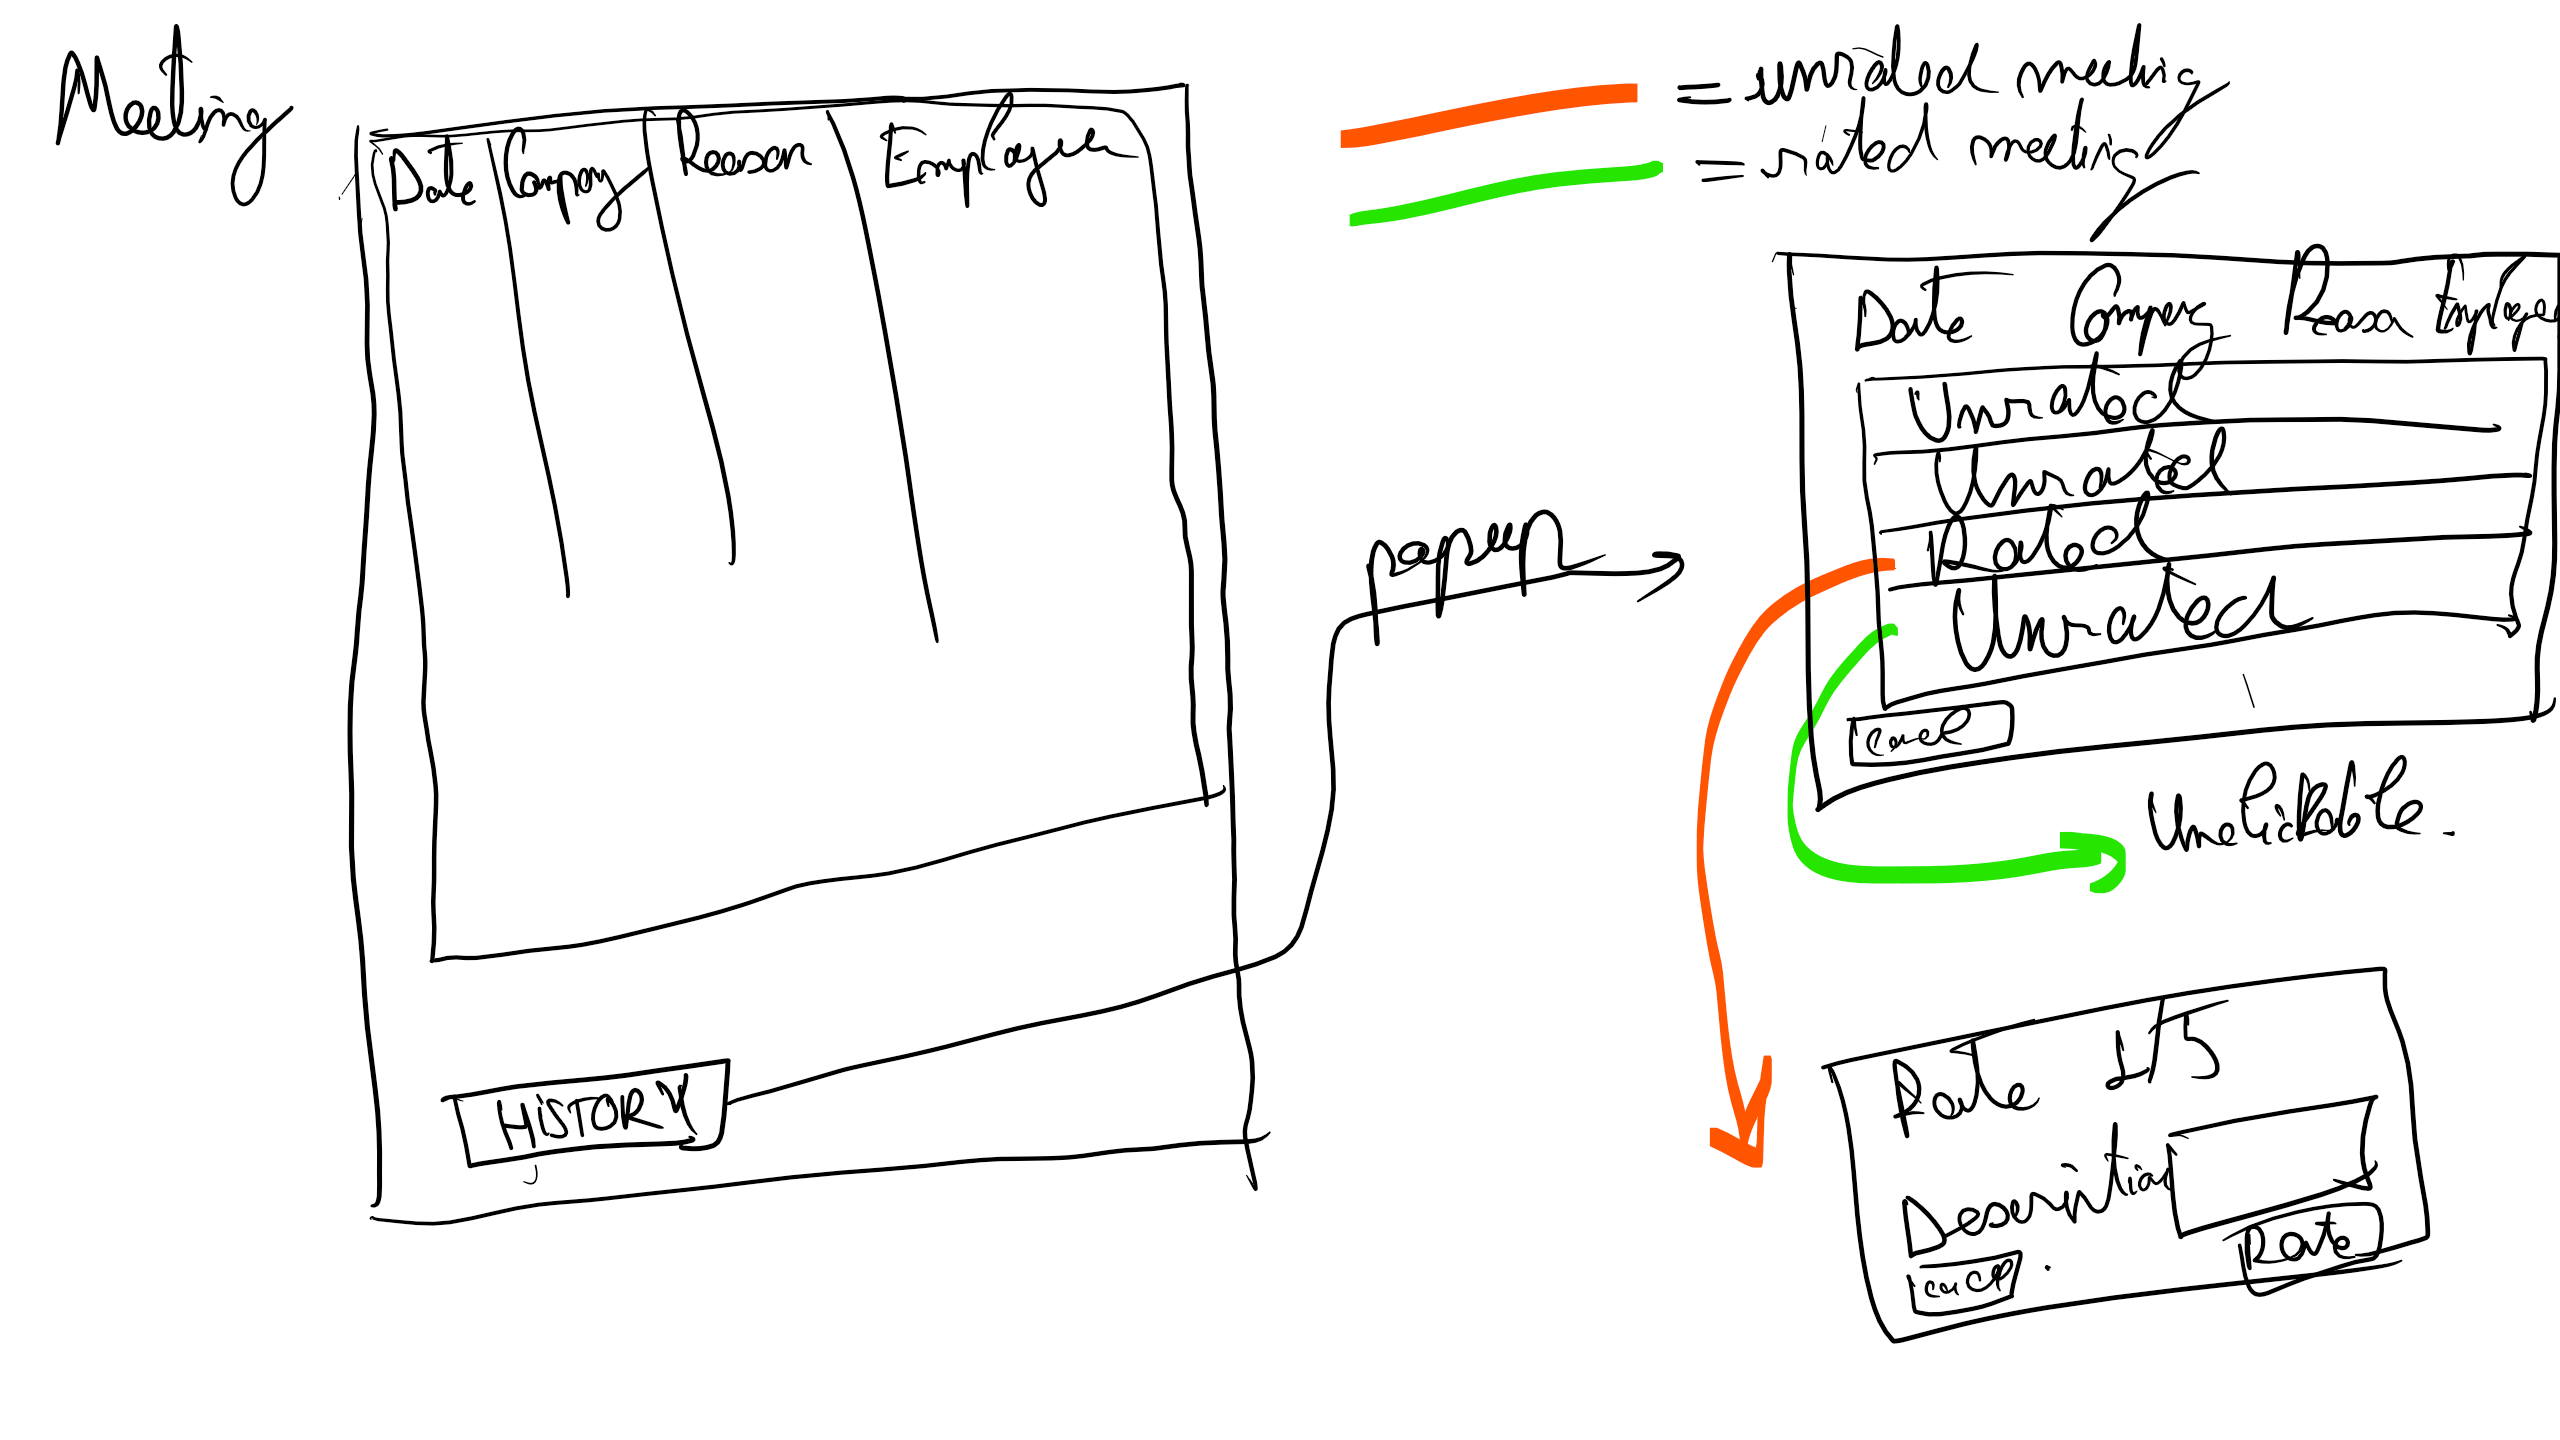 Meeting
Date Company Reason Employee
= unrated meeting
= rated meeting
popup
Date Company Reason Employee
Unrated
Unrated
Rated
Unrated
cancel
Unclickable.
HISTORY
Rate 1/5
Description
cancel
Rate